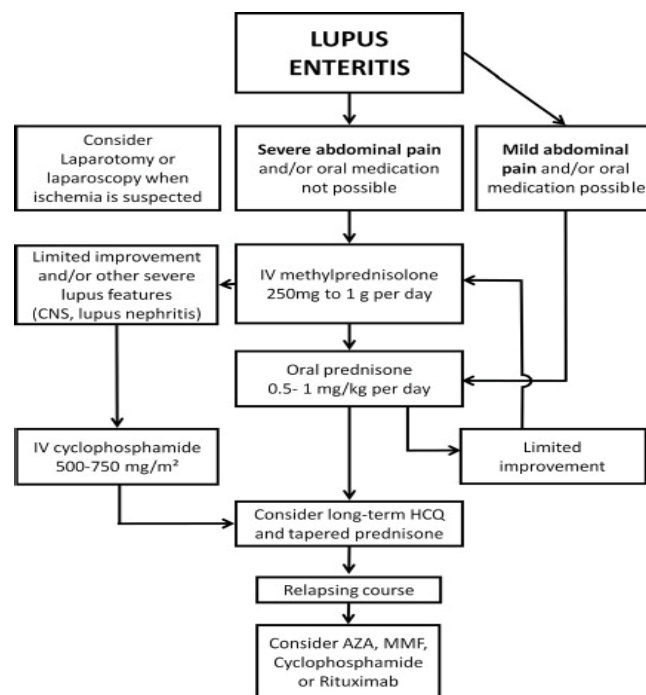 LUPUS
ENTERITIS
Consider
Laparotomy or
laparoscopy when
ischemia is suspected
Severe abdominal pain
and/or oral medication
not possible
Mild abdominal
pain and/or oral
medication possible
Limited improvement
and/or other severe
lupus features
(CNS, lupus nephritis)
IV methylprednisolone
250mg to 1 g per day
Oral prednisone
0.5- 1 mg/kg per day
IV cyclophosphamide
500-750 mg/m²
Limited
improvement
Consider long-term HCQ
and tapered prednisone
Relapsing course
Consider AZA, MMF,
Cyclophosphamide
or Rituximab